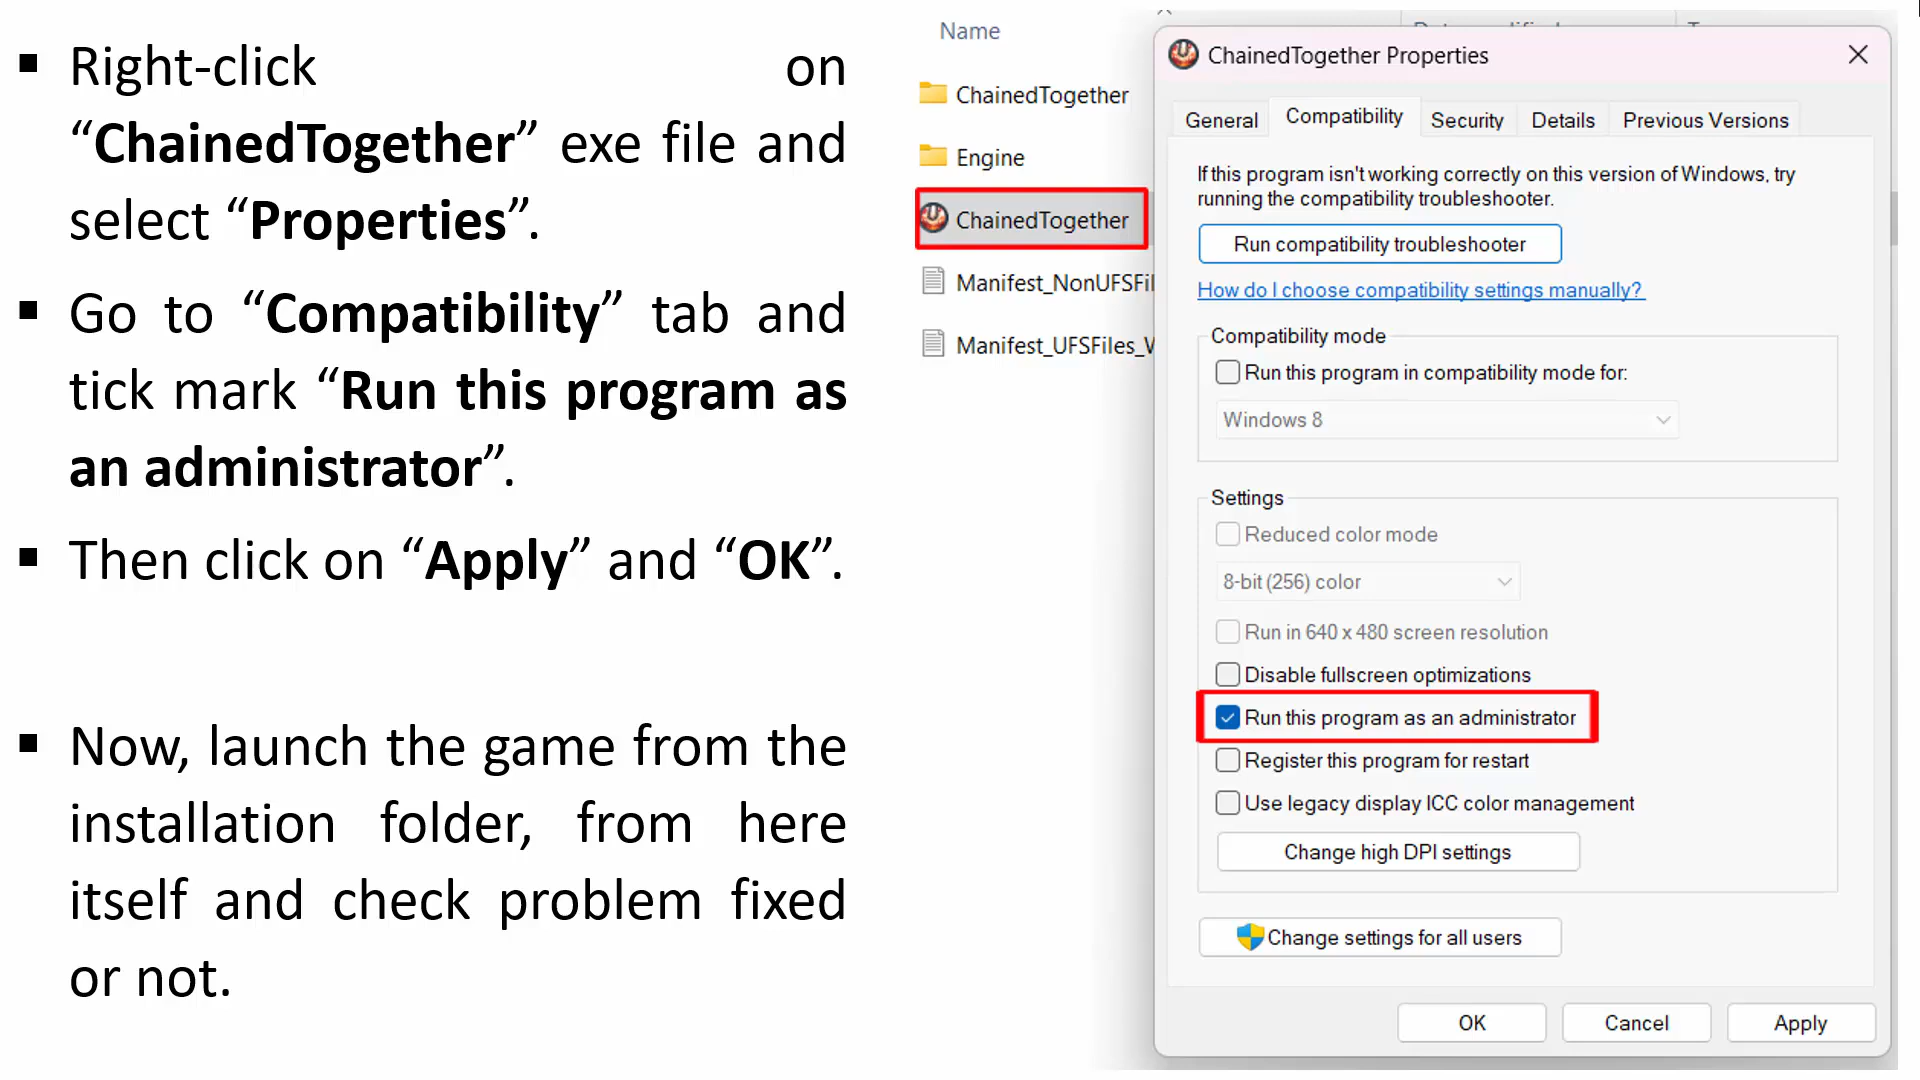 ▪ Right-click on
“ChainedTogether” exe file and
select “Properties”.
▪ Go to “Compatibility” tab and
tick mark “Run this program as
an administrator”.
▪ Then click on “Apply” and “OK”.
▪ Now, launch the game from the
installation folder, from here
itself and check problem fixed
or not.
Name
ChainedTogether
Engine
ChainedTogether
Manifest_NonUFSFil
Manifest_UFSFiles_W
ChainedTogether Properties
General Compatibility Security Details Previous Versions
If this program isn't working correctly on this version of Windows, try
running the compatibility troubleshooter.
Run compatibility troubleshooter
How do I choose compatibility settings manually?
Compatibility mode
Run this program in compatibility mode for:
Windows 8
Settings
Reduced color mode
8-bit (256) color
Run in 640 x 480 screen resolution
Disable fullscreen optimizations
Run this program as an administrator
Register this program for restart
Use legacy display ICC color management
Change high DPI settings
Change settings for all users
OK Cancel Apply